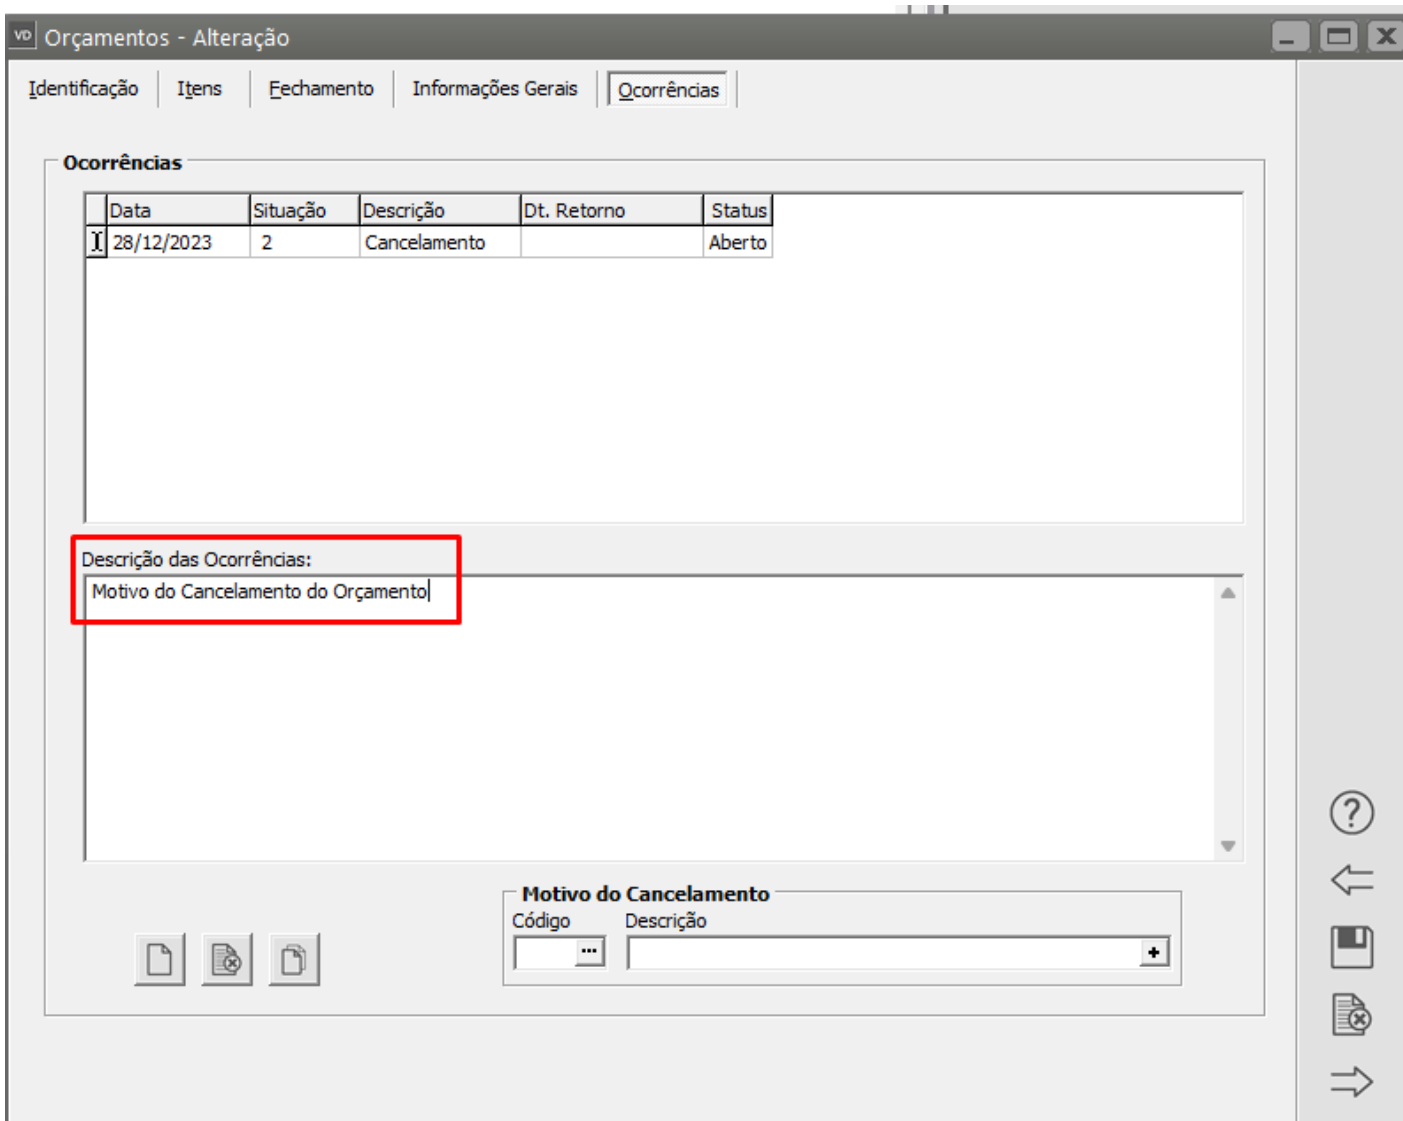 VD Orçamentos - Alteração
Identificação Itens Fechamento Informações Gerais Ocorrências
Ocorrências
Data Situação Descrição Dt. Retorno Status
28/12/2023 2 Cancelamento Aberto
Descrição das Ocorrências:
Motivo do Cancelamento do Orçamento
Motivo do Cancelamento
Código Descrição